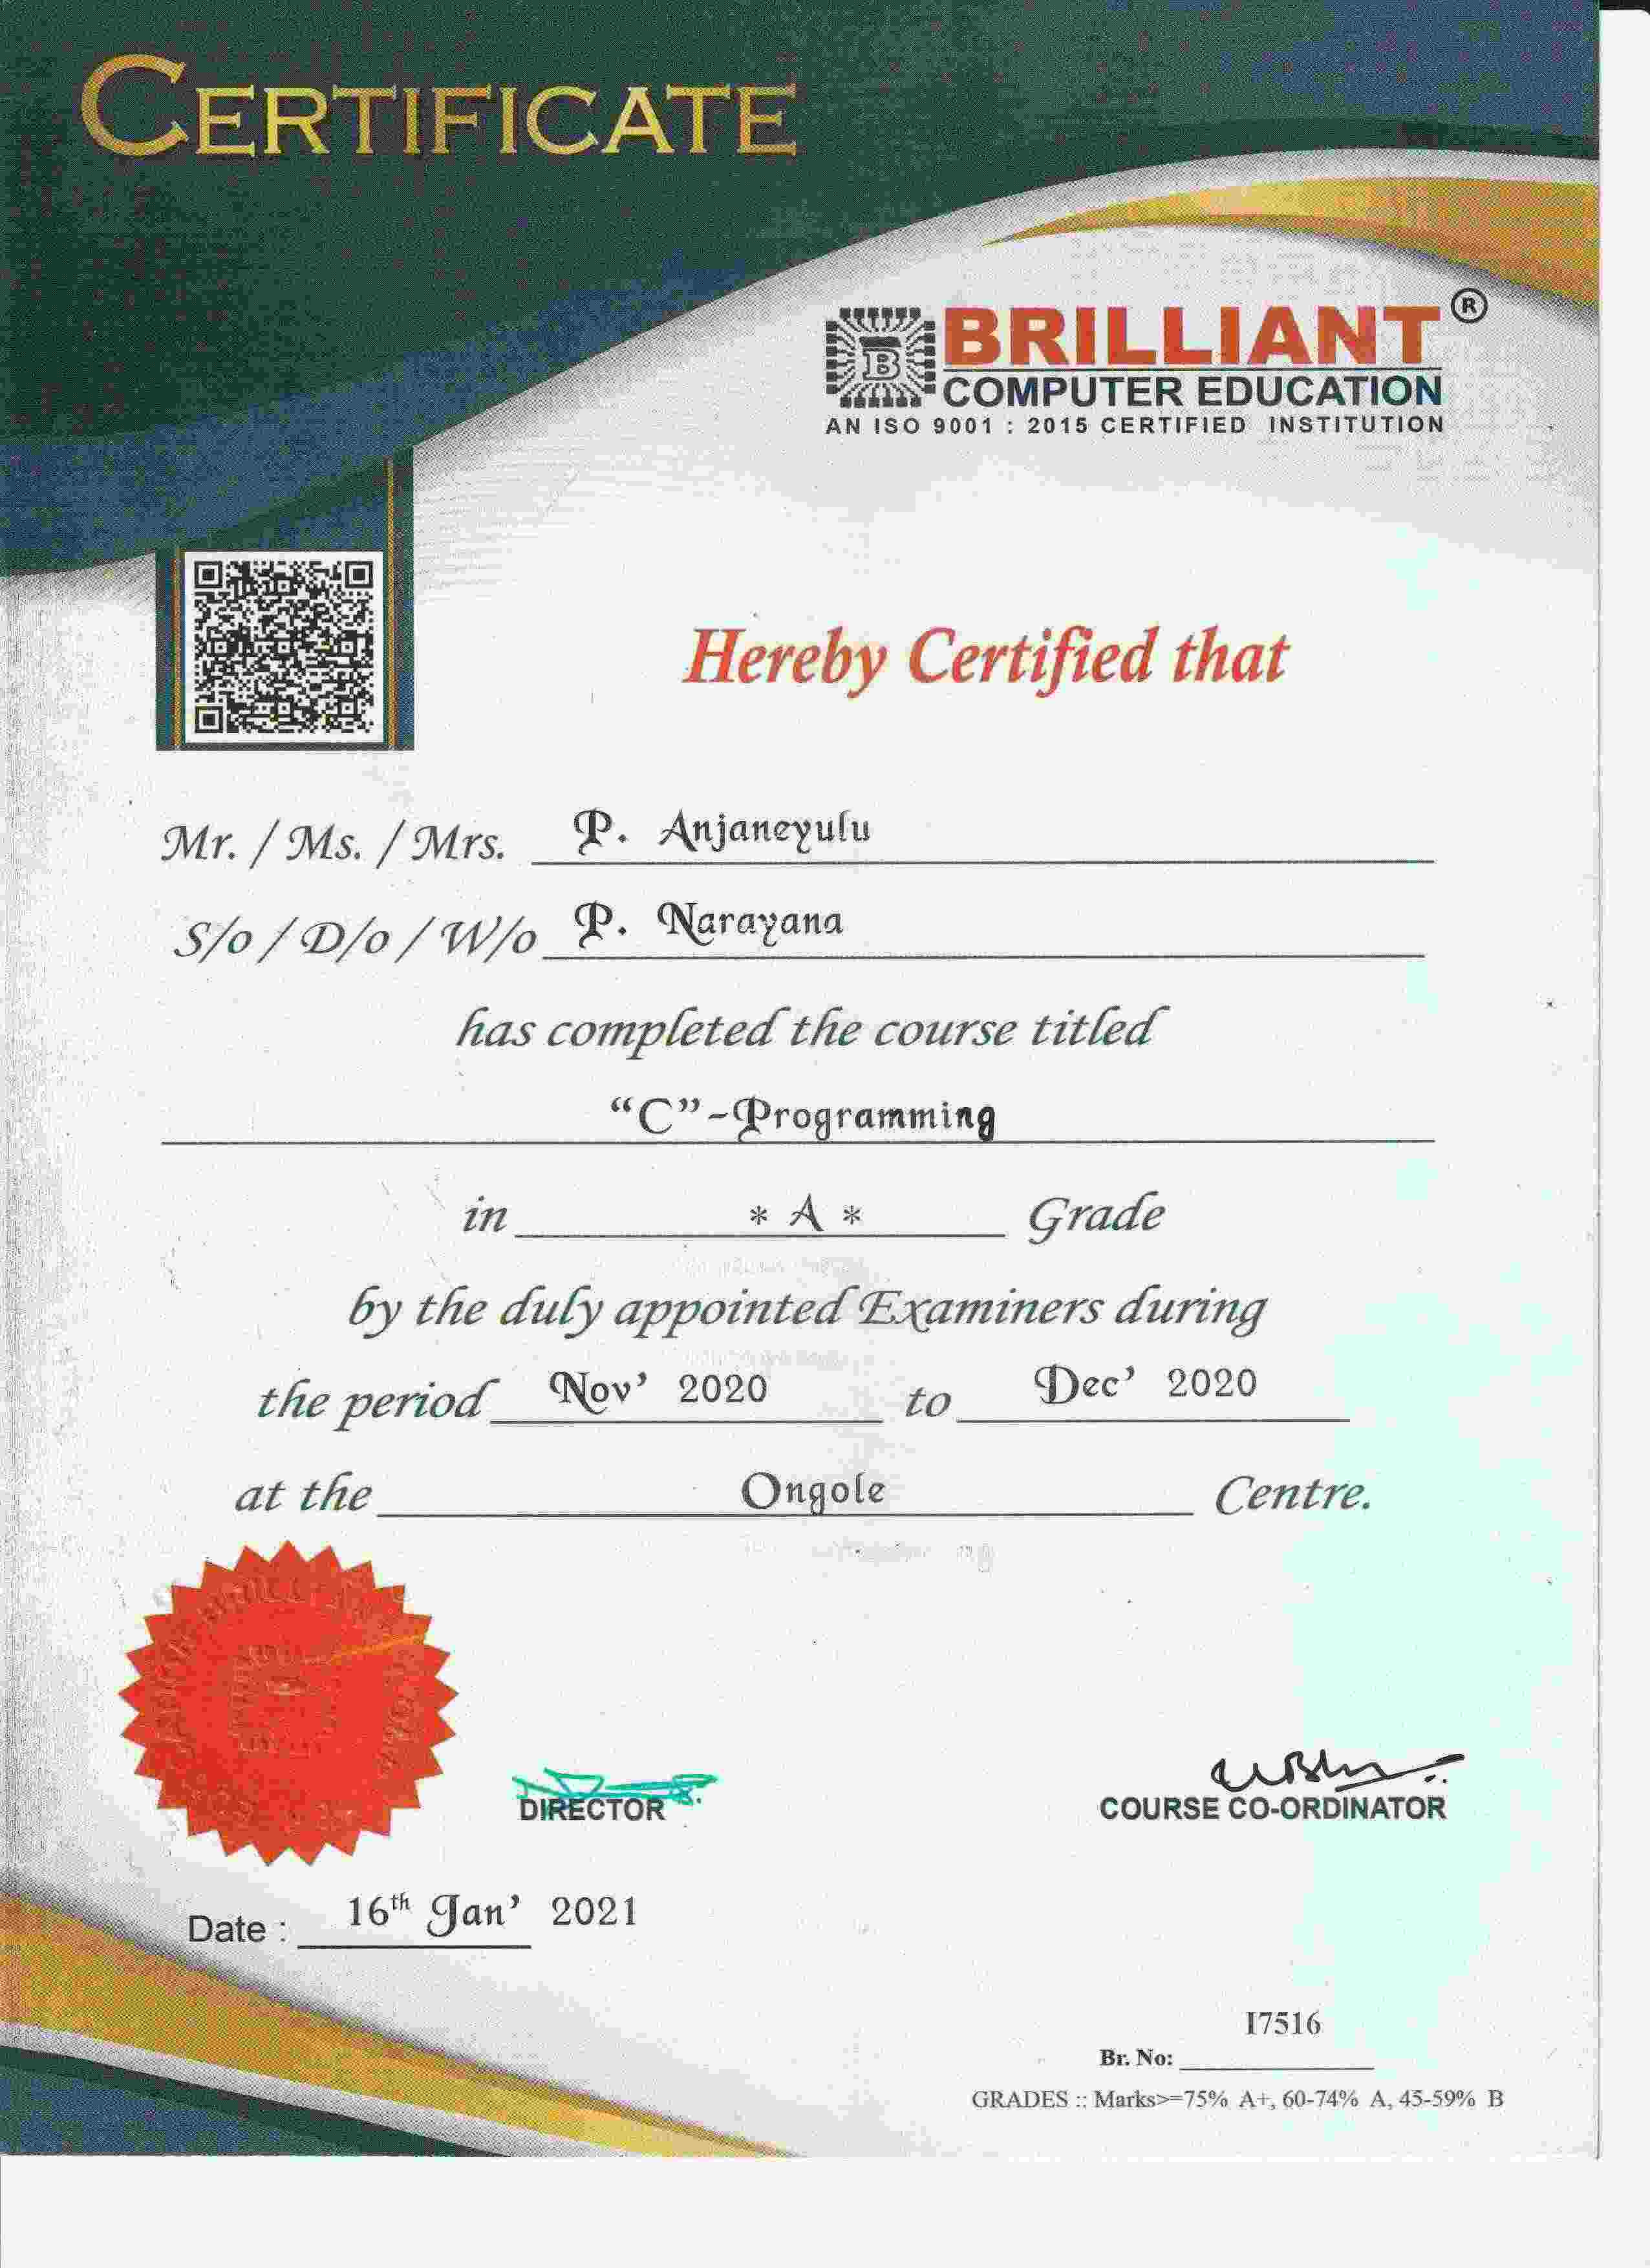 CERTIFICATE
BRILLIANT ®
B
COMPUTER EDUCATION
AN ISO 9001 : 2015 CERTIFIED INSTITUTION
Hereby Certified that
Mr. / Ms. / Mrs. P. Anjaneyulu
S/o / D/o / W/o P. Narayana
has completed the course titled
“C”-Programming
in * A * Grade
by the duly appointed Examiners during
the period Nov’ 2020 to Dec’ 2020
at the Ongole Centre.
DIRECTOR
COURSE CO-ORDINATOR
Date : 16th Jan’ 2021
I7516
Br. No:
GRADES :: Marks>=75% A+, 60-74% A, 45-59% B